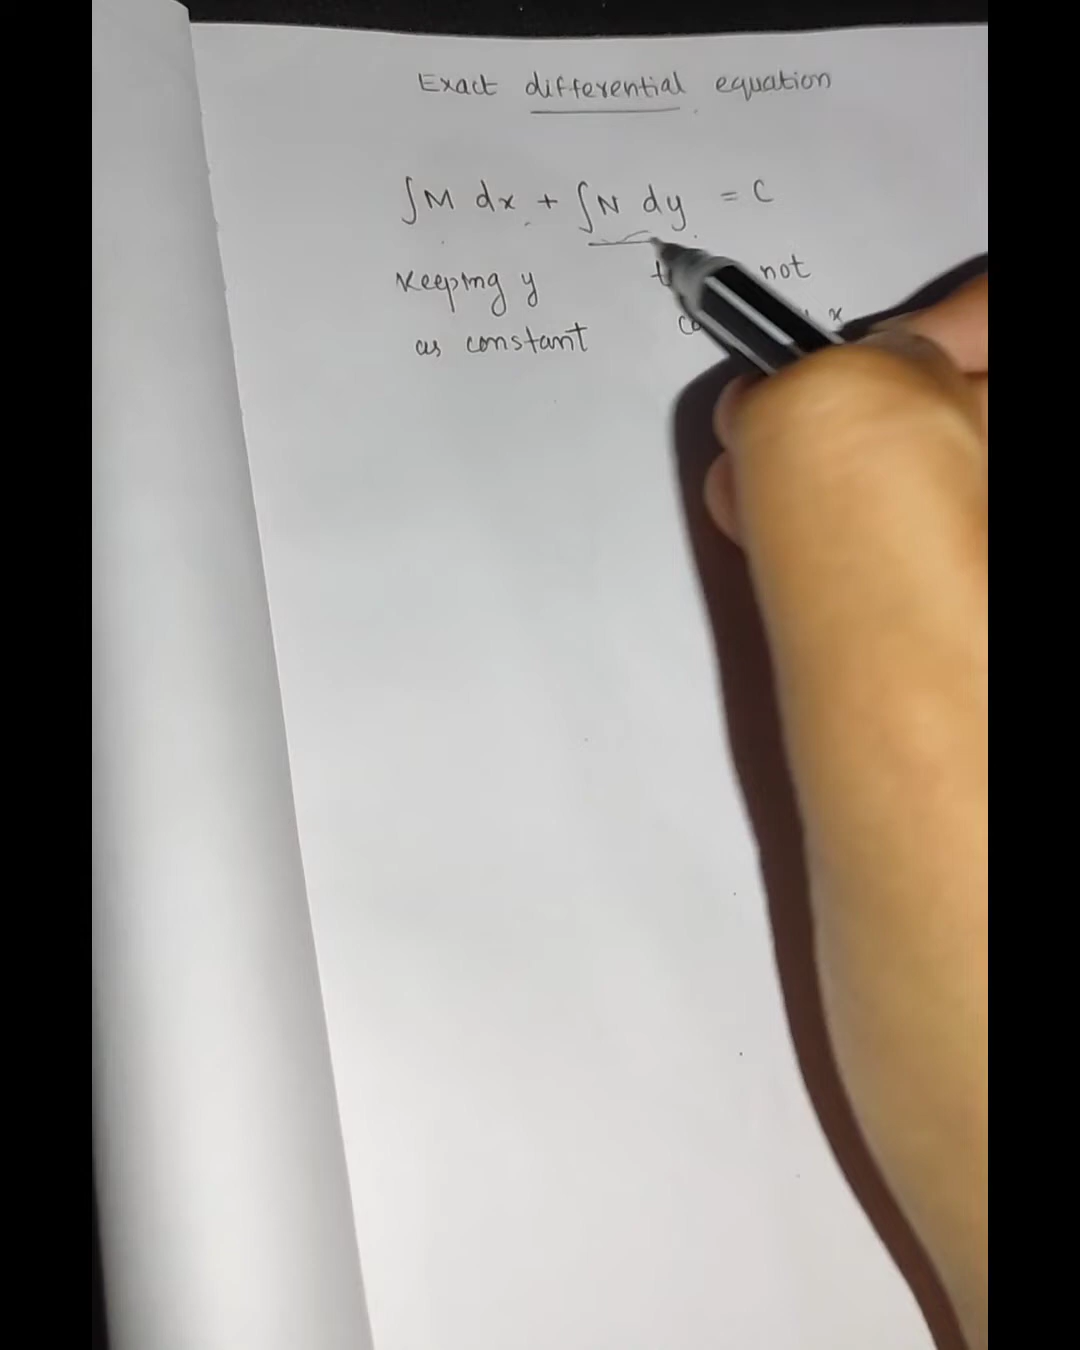 Exact differential equation
∫M dx + ∫N dy = C
Keeping y not
as constant x